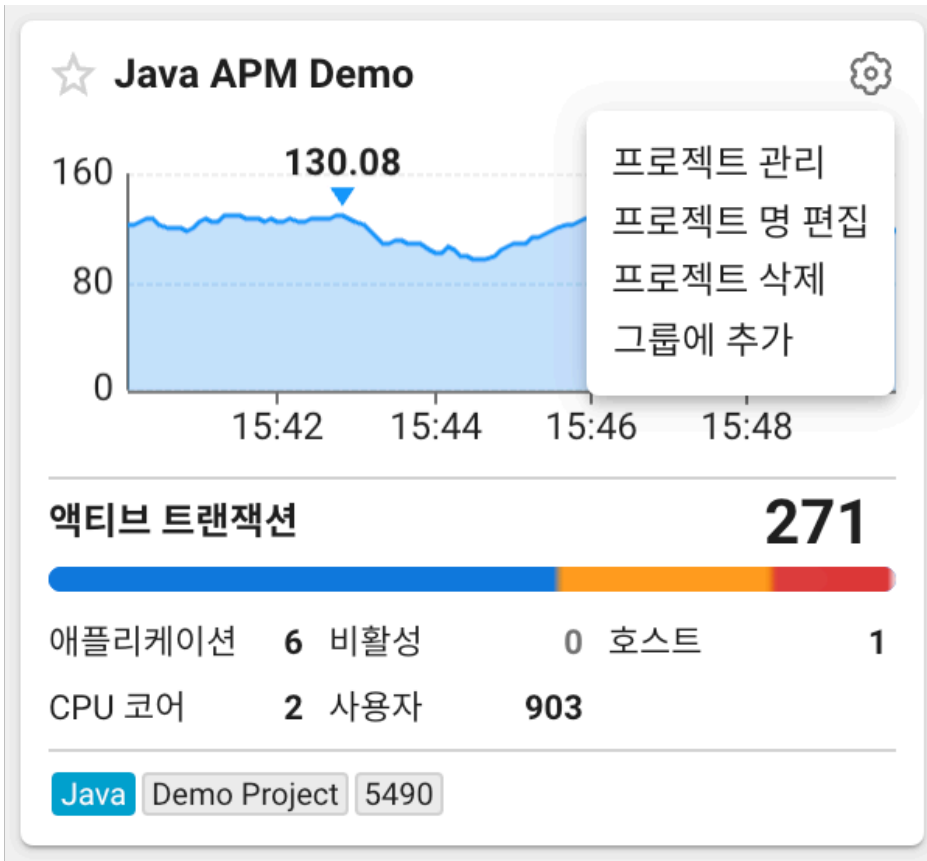 Java APM Demo
프로젝트 관리
프로젝트 명 편집
프로젝트 삭제
그룹에 추가
130.08
160
80
0
15:42 15:44 15:46 15:48
액티브 트랜잭션 271
애플리케이션 6 비활성 0 호스트 1
CPU 코어 2 사용자 903
Java Demo Project 5490